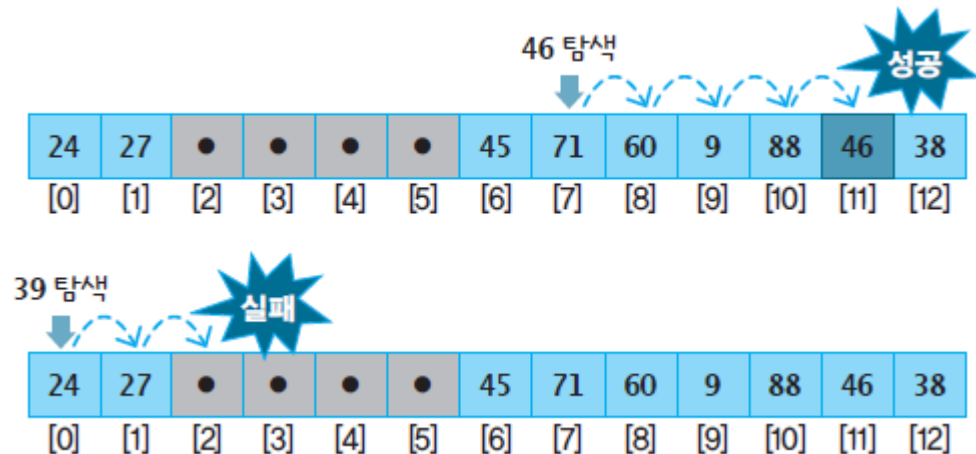 46 탐색
성공
24 27 ● ● ● ● 45 71 60 9 88 46 38
[0] [1] [2] [3] [4] [5] [6] [7] [8] [9] [10] [11] [12]
39 탐색
실패
24 27 ● ● ● ● 45 71 60 9 88 46 38
[0] [1] [2] [3] [4] [5] [6] [7] [8] [9] [10] [11] [12]